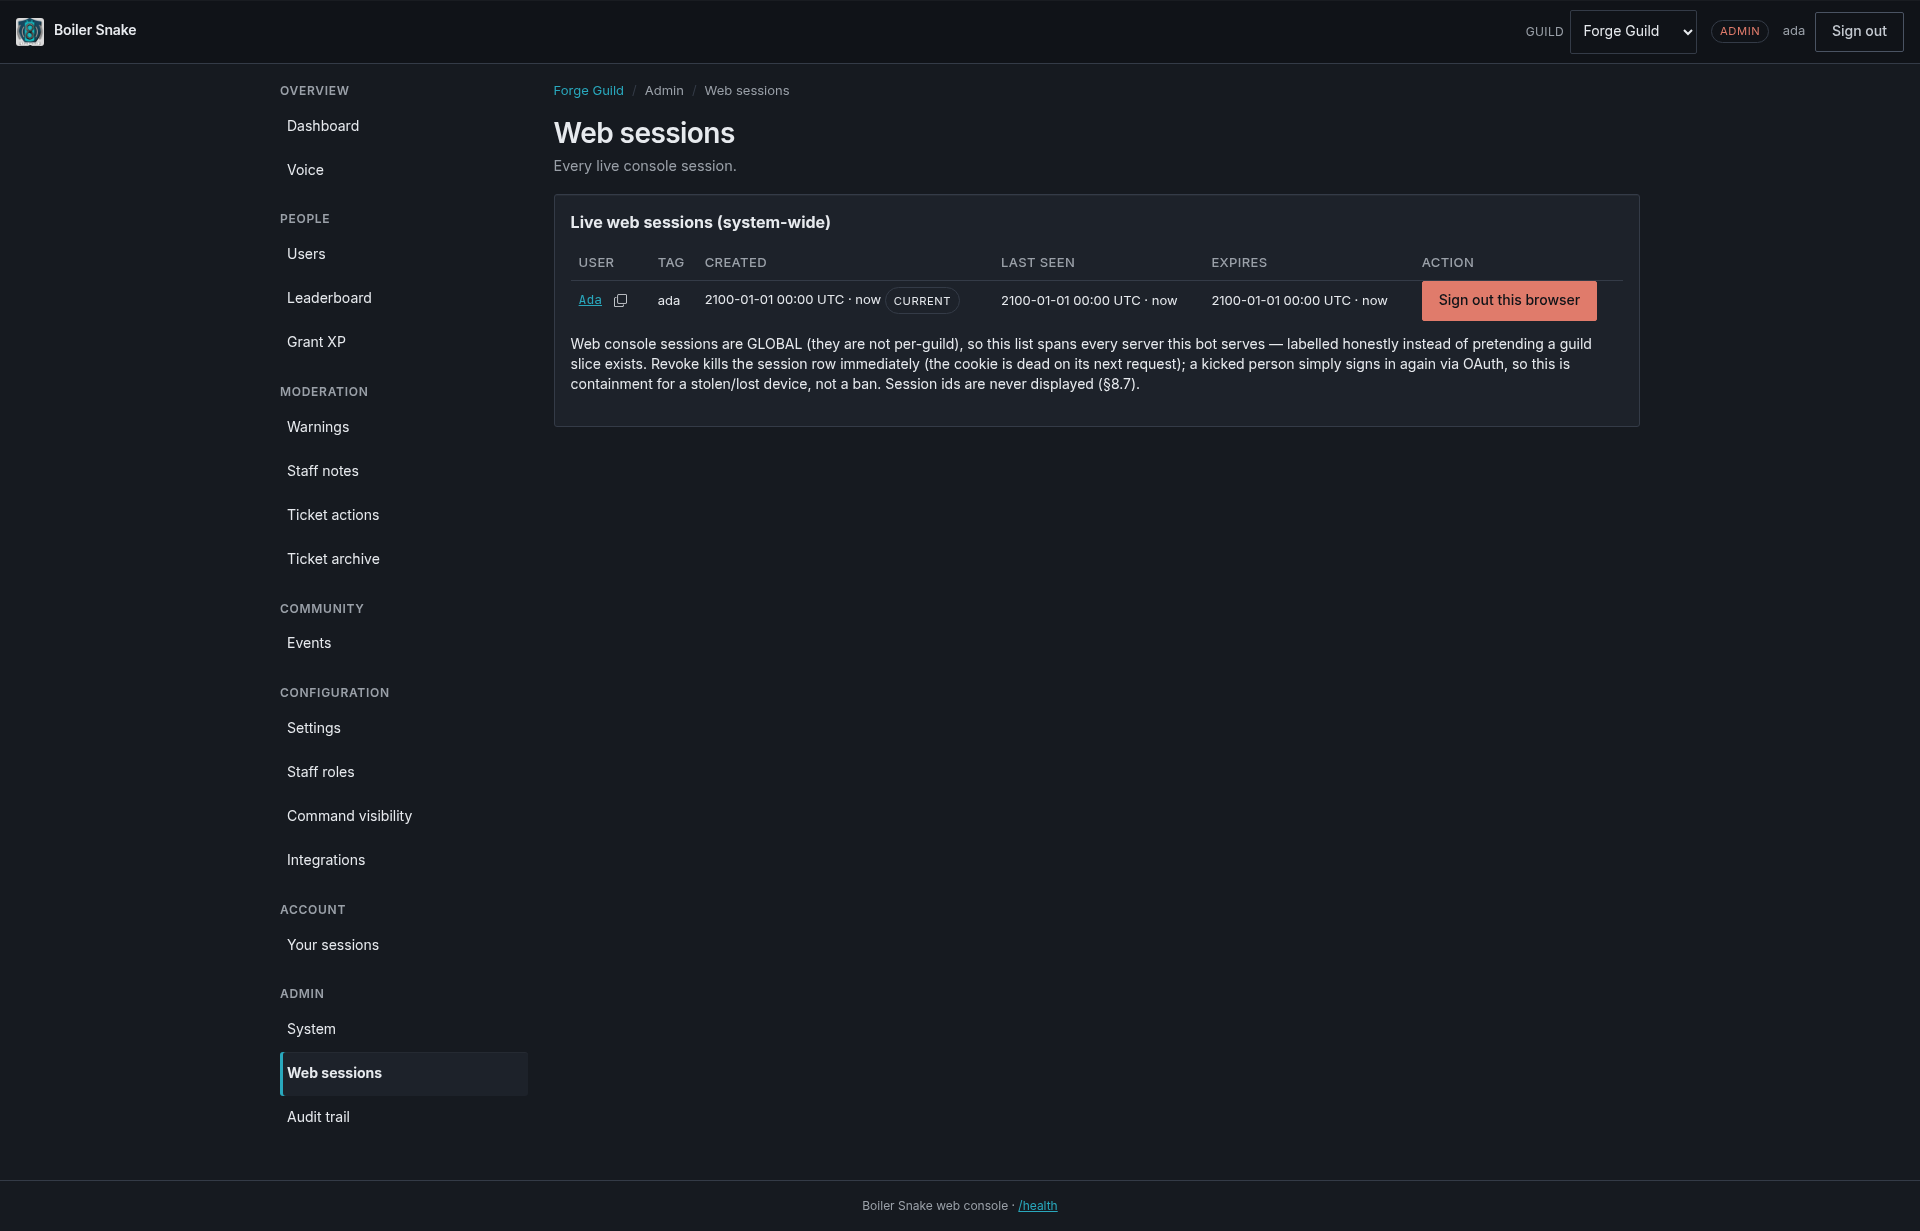 Boiler Snake
GUILD Forge Guild ADMIN ada Sign out
OVERVIEW
Dashboard
Voice
PEOPLE
Users
Leaderboard
Grant XP
MODERATION
Warnings
Staff notes
Ticket actions
Ticket archive
COMMUNITY
Events
CONFIGURATION
Settings
Staff roles
Command visibility
Integrations
ACCOUNT
Your sessions
ADMIN
System
Web sessions
Audit trail
Forge Guild / Admin / Web sessions
Web sessions
Every live console session.
Live web sessions (system-wide)
USER TAG CREATED LAST SEEN EXPIRES ACTION
Ada ada 2100-01-01 00:00 UTC · now CURRENT 2100-01-01 00:00 UTC · now 2100-01-01 00:00 UTC · now Sign out this browser
Web console sessions are GLOBAL (they are not per-guild), so this list spans every server this bot serves — labelled honestly instead of pretending a guild
slice exists. Revoke kills the session row immediately (the cookie is dead on its next request); a kicked person simply signs in again via OAuth, so this is
containment for a stolen/lost device, not a ban. Session ids are never displayed (§8.7).
Boiler Snake web console · /health